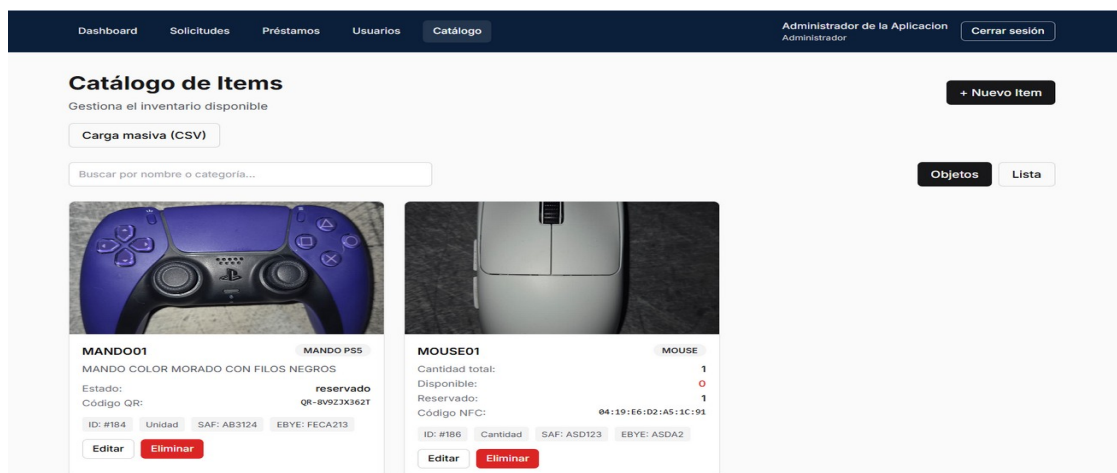 Dashboard Solicitudes Préstamos Usuarios Catálogo Administrador de la Aplicacion Cerrar sesión
Administrador
Catálogo de Items
+ Nuevo Item
Gestiona el inventario disponible
Carga masiva (CSV)
Buscar por nombre o categoría...
Objetos Lista
MANDO01 MANDO PS5
MANDO COLOR MORADO CON FILOS NEGROS
Estado: reservado
Código QR: QR-8V9ZJX362T
ID: #184 Unidad SAF: AB3124 EBYE: FECA213
Editar Eliminar
MOUSE01 MOUSE
Cantidad total: 1
Disponible: 0
Reservado: 1
Código NFC: 04:19:E6:D2:A5:1C:91
ID: #186 Cantidad SAF: ASD123 EBYE: ASDA2
Editar Eliminar